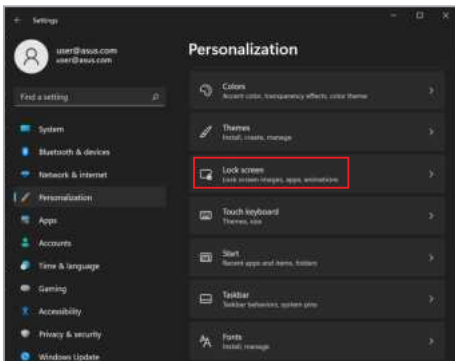 Settings
user@asus.com
user@asus.com
Find a setting
System
Bluetooth & devices
Network & internet
Personalization
Apps
Accounts
Time & language
Gaming
Accessibility
Privacy & security
Windows Update
Personalization
Colors
Accent color, transparency effects, color theme
Themes
Install, create, manage
Lock screen
Lock screen images, apps, animations
Touch keyboard
Themes, size
Start
Recent apps and items, folders
Taskbar
Taskbar behaviors, system pins
Fonts
Install, manage